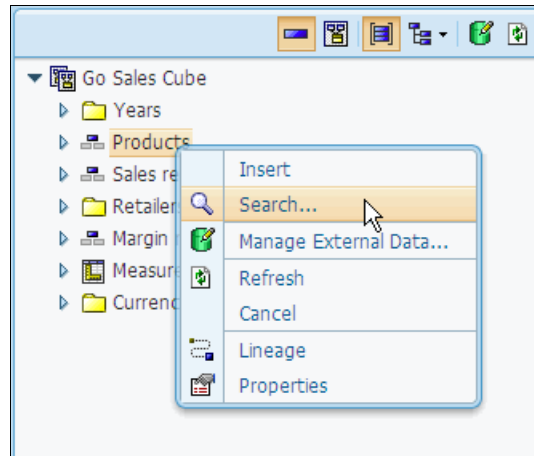 Go Sales Cube
Years
Products
Sales re
Retailer
Margin
Measur
Currenc
Insert
Search...
Manage External Data...
Refresh
Cancel
Lineage
Properties